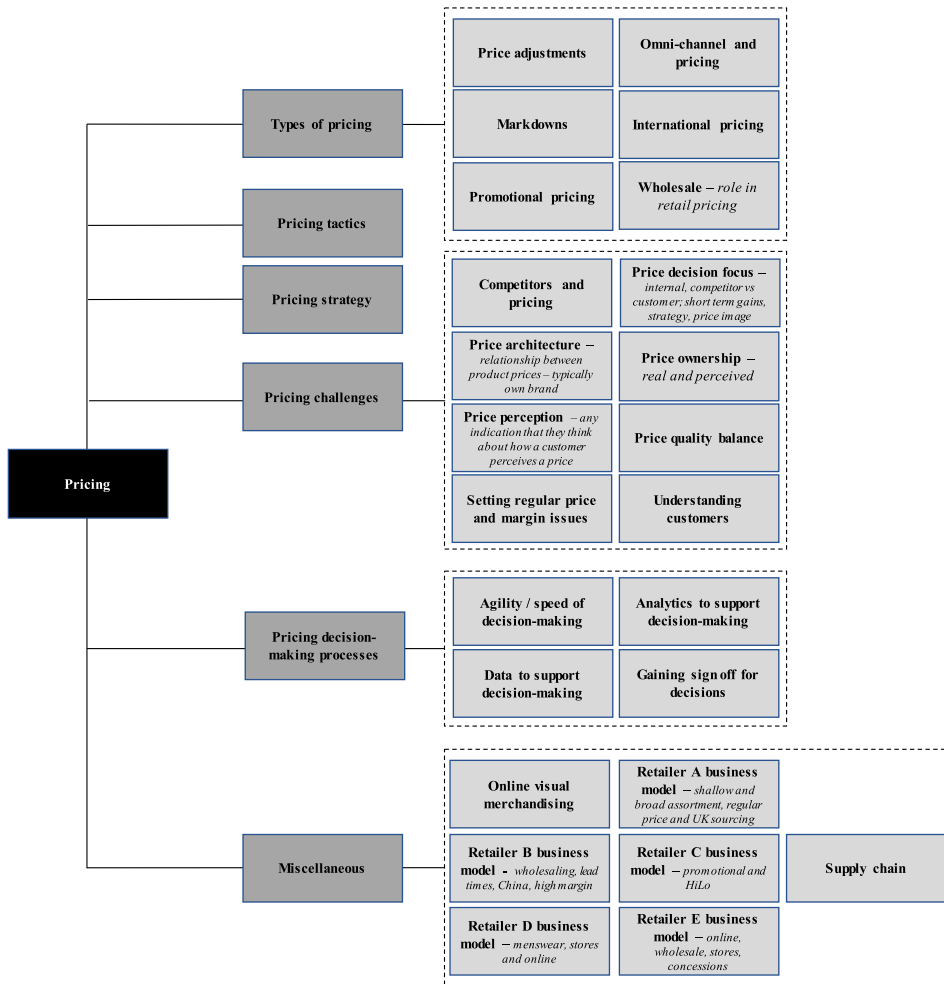 Pricing
Types of pricing
Price adjustments
Omni-channel and
pricing
Markdowns
International pricing
Promotional pricing
Wholesale – role in
retail pricing
Pricing tactics
Pricing strategy
Pricing challenges
Competitors and
pricing
Price decision focus –
internal, competitor vs
customer; short term gains,
strategy, price image
Price architecture –
relationship between
product prices – typically
own brand
Price ownership –
real and perceived
Price perception – any
indication that they think
about how a customer
perceives a price
Price quality balance
Setting regular price
and margin issues
Understanding
customers
Pricing decision-
making processes
Agility / speed of
decision-making
Analytics to support
decision-making
Data to support
decision-making
Gaining sign off for
decisions
Miscellaneous
Online visual
merchandising
Retailer A business
model – shallow and
broad assortment, regular
price and UK sourcing
Retailer B business
model - wholesaling, lead
times, China, high margin
Retailer C business
model – promotional and
HiLo
Supply chain
Retailer D business
model – menswear, stores
and online
Retailer E business
model – online,
wholesale, stores,
concessions